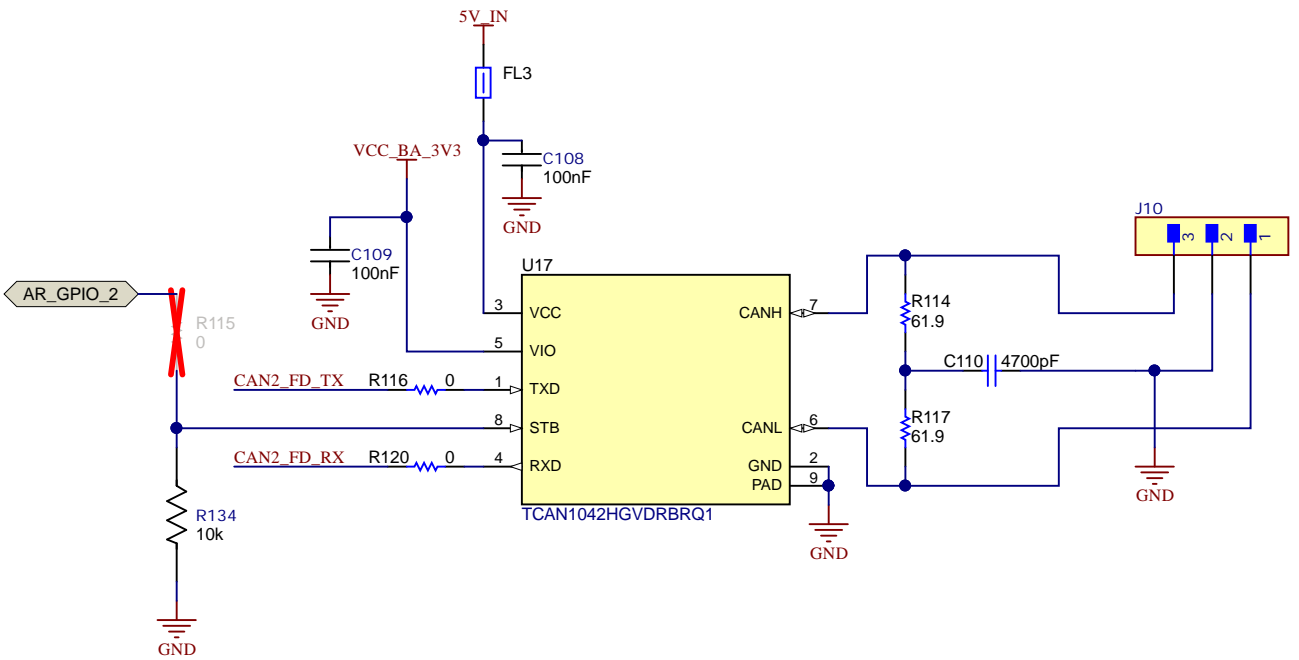 5V_IN
FL3
VCC_BA_3V3
C108
100nF
GND
C109
100nF
GND
J10
3
2
1
U17
AR_GPIO_2
R115
0
3
VCC
CANH
7
R114
61.9
5
VIO
C110
4700pF
CAN2_FD_TX
R116
0
1
TXD
8
STB
CANL
6
R117
61.9
CAN2_FD_RX
R120
0
4
RXD
GND
2
PAD
9
GND
TCAN1042HGVDRBRQ1
R134
10k
GND
GND